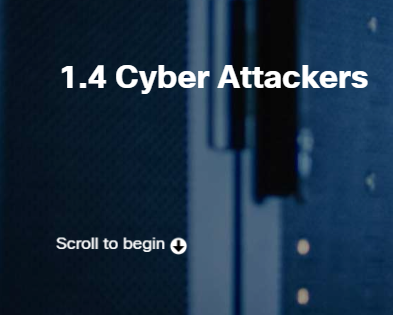 1.4 Cyber Attackers
Scroll to begin